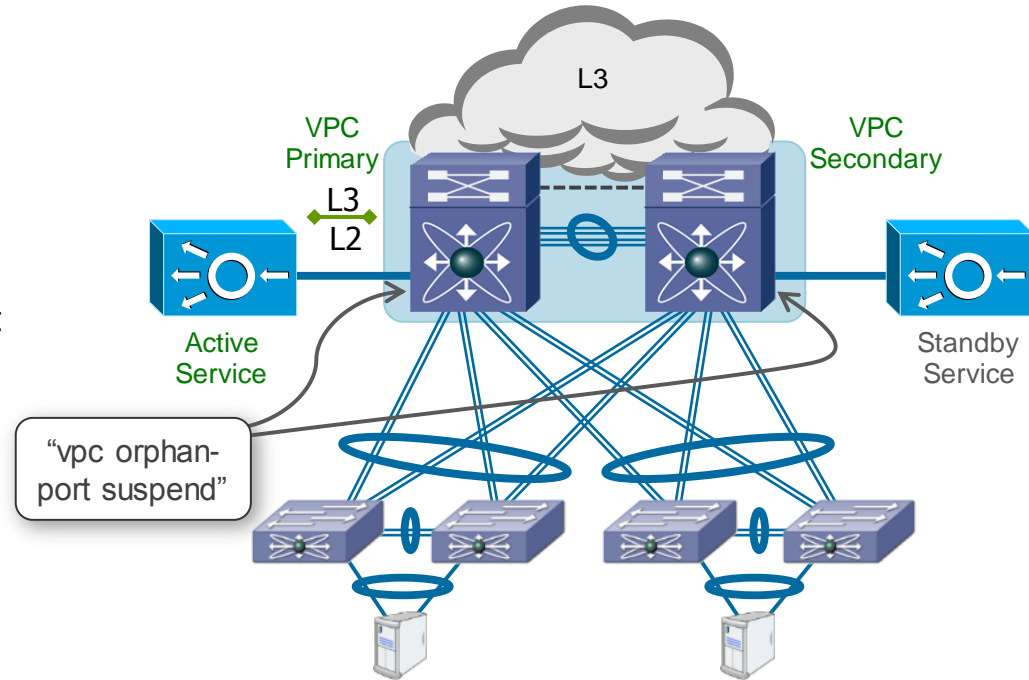 L3
VPC
Primary
VPC
Secondary
L3
L2
Active
Service
Standby
Service
“vpc orphan-
port suspend”